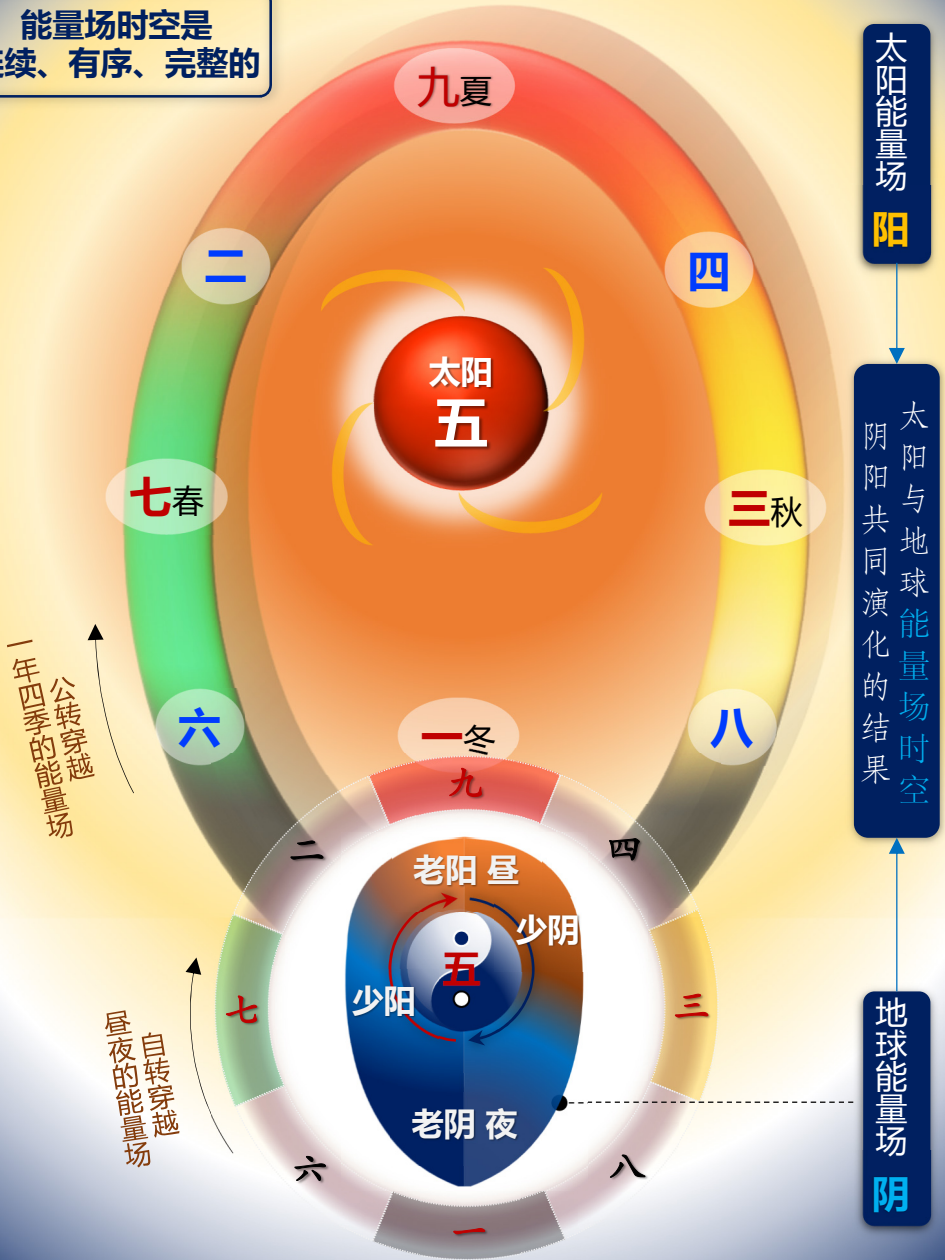 能量场时空是
续、有序、完整的
九夏
二
四
太阳
五
七春
三秋
六
八
一冬
公转穿越
一年四季的能量场
九
二
四
七
三
六
八
一
老阳 昼
少阴
五
少阳
老阴 夜
自转穿越
昼夜的能量场
太阳能量场 阳
太阳与地球能量场时空
阴阳共同演化的结果
地球能量场 阴